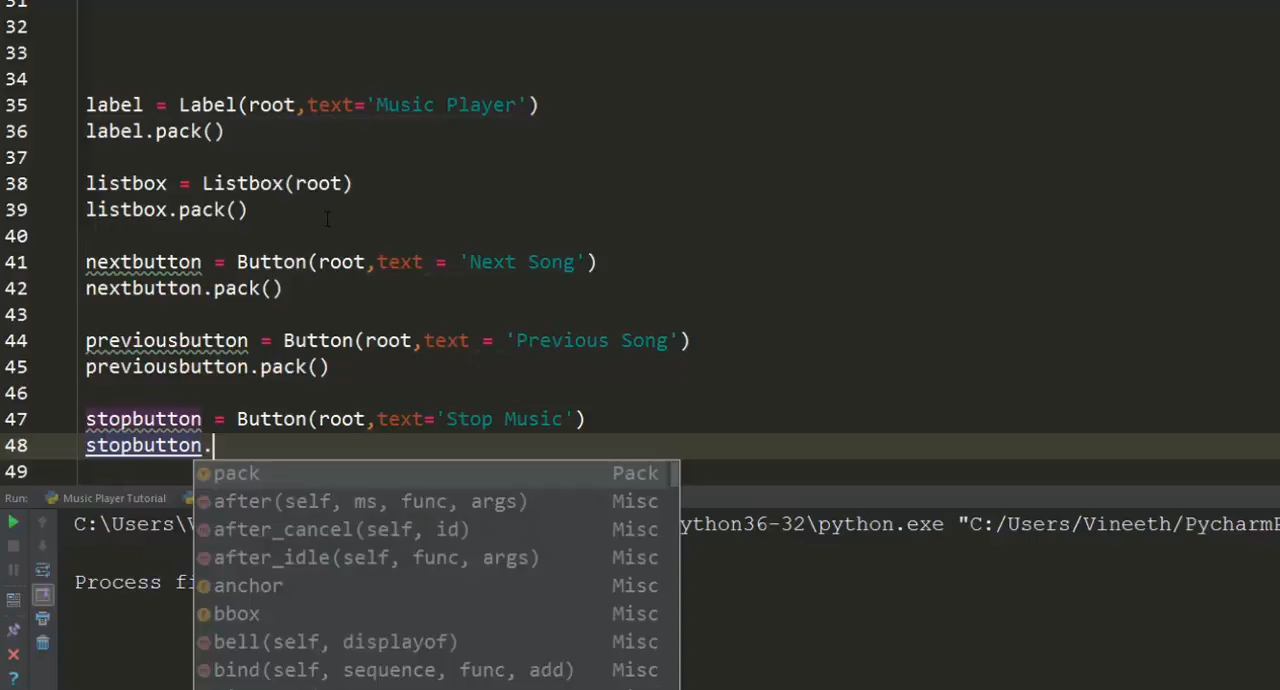 31
32
33
34
35 label = Label(root,text='Music Player')
36 label.pack()
37
38 listbox = Listbox(root)
39 listbox.pack()
40
41 nextbutton = Button(root,text = 'Next Song')
42 nextbutton.pack()
43
44 previousbutton = Button(root,text = 'Previous Song')
45 previousbutton.pack()
46
47 stopbutton = Button(root,text='Stop Music')
48 stopbutton.
49
pack Pack
after(self, ms, func, args) Misc
after_cancel(self, id) Misc
after_idle(self, func, args) Misc
anchor Misc
bbox Misc
bell(self, displayof) Misc
bind(self, sequence, func, add) Misc
Run: Music Player Tutorial
C:\Users\V ython36-32\python.exe "C:/Users/Vineeth/Pycharm
Process fi
?